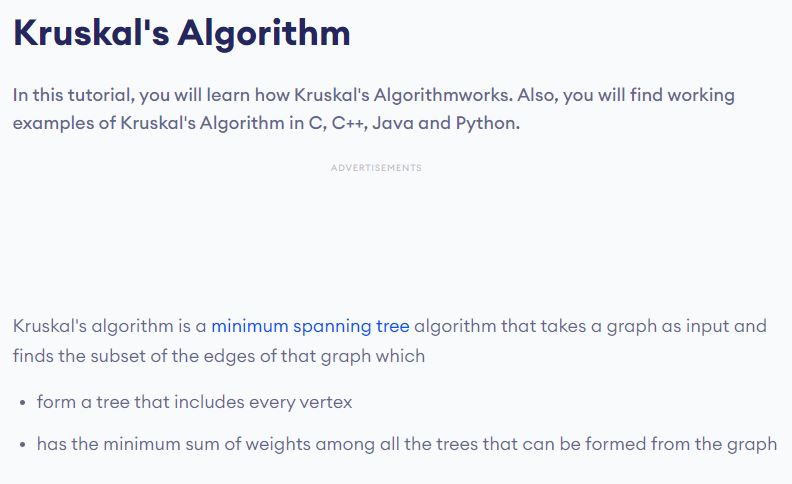 Kruskal's Algorithm
In this tutorial, you will learn how Kruskal's Algorithmworks. Also, you will find working
examples of Kruskal's Algorithm in C, C++, Java and Python.
ADVERTISEMENTS
Kruskal's algorithm is a minimum spanning tree algorithm that takes a graph as input and
finds the subset of the edges of that graph which
• form a tree that includes every vertex
• has the minimum sum of weights among all the trees that can be formed from the graph